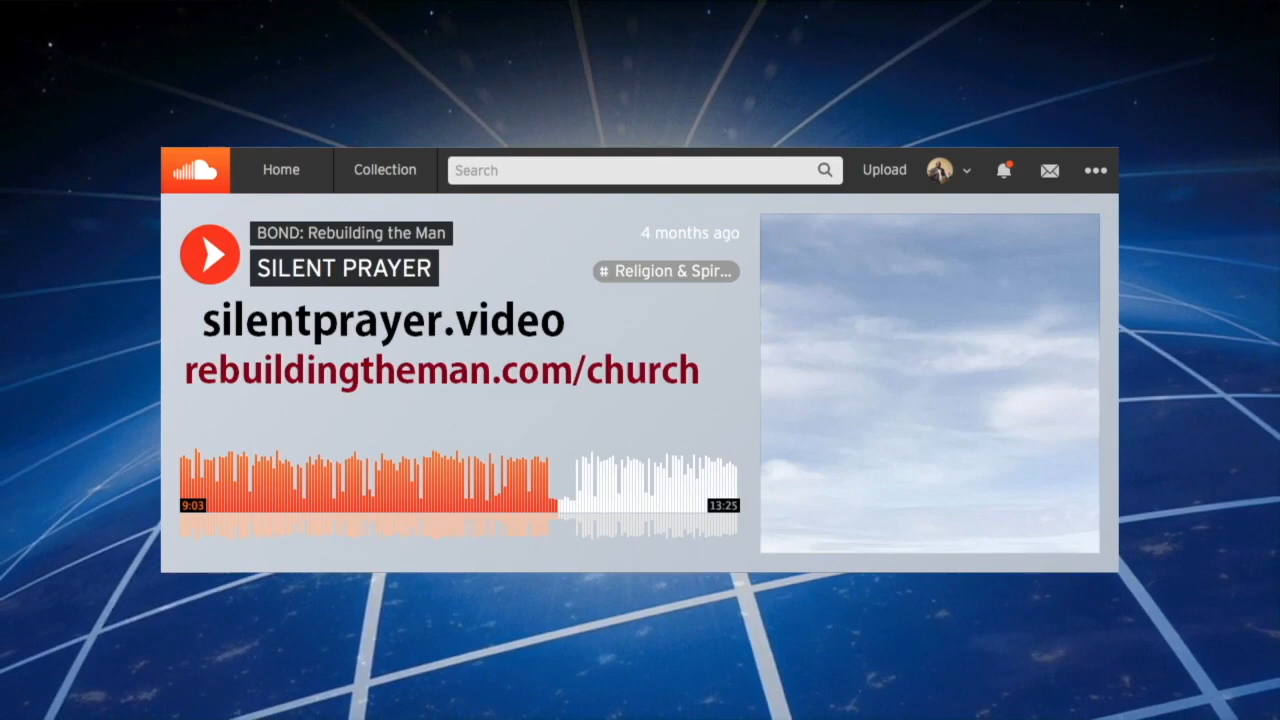 Home Collection Search Upload
BOND: Rebuilding the Man 4 months ago
SILENT PRAYER # Religion & Spir...
silentprayer.video
rebuildingtheman.com/church
9:03 13:25